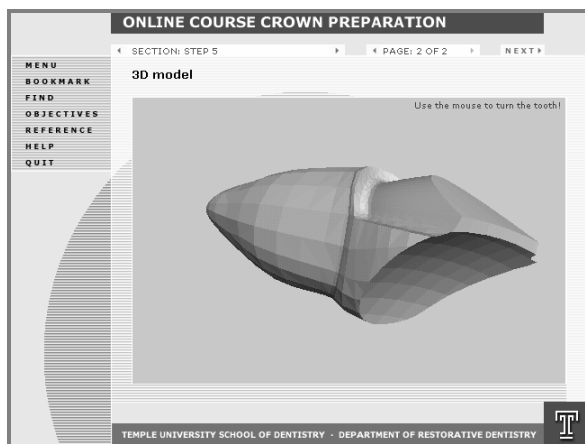 ONLINE COURSE CROWN PREPARATION
SECTION: STEP 5
PAGE: 2 OF 2
NEXT
MENU
BOOKMARK
FIND
OBJECTIVES
REFERENCE
HELP
QUIT
3D model
Use the mouse to turn the tooth!
TEMPLE UNIVERSITY SCHOOL OF DENTISTRY - DEPARTMENT OF RESTORATIVE DENTISTRY
T